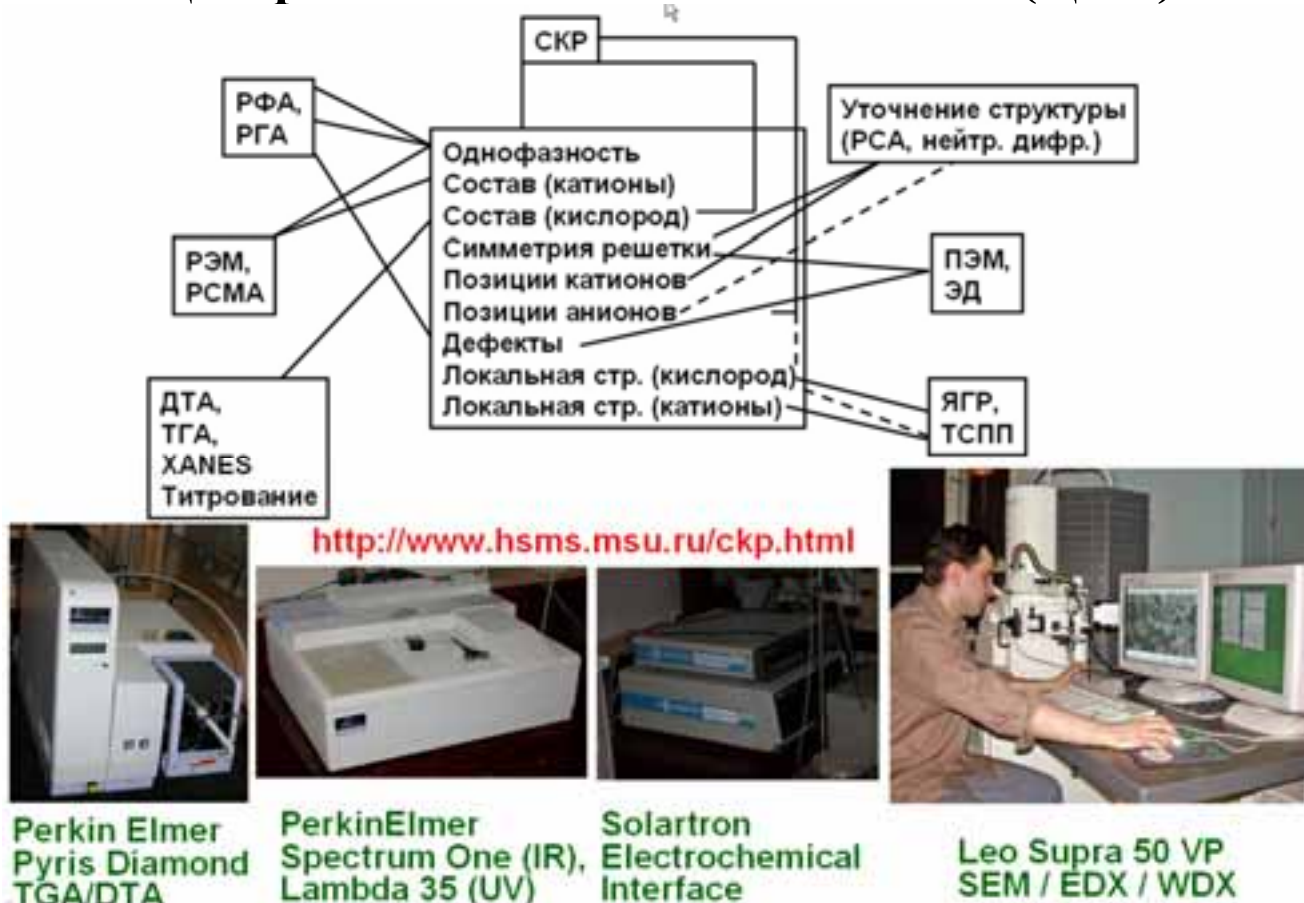 СКР
РФА,
РГА
Уточнение структуры
(РСА, нейтр. дифр.)
Однофазность
Состав (катионы)
Состав (кислород)
Симметрия решетки
Позиции катионов
Позиции анионов
Дефекты
Локальная стр. (кислород)
Локальная стр. (катионы)
РЭМ,
РСМА
ПЭМ,
ЭД
ДТА,
ТГА,
XANES
Титрование
ЯГР,
ТСПП
http://www.hsms.msu.ru/ckp.html
Perkin Elmer
Pyris Diamond
TGA/DTA
PerkinElmer
Spectrum One (IR),
Lambda 35 (UV)
Solartron
Electrochemical
Interface
Leo Supra 50 VP
SEM / EDX / WDX